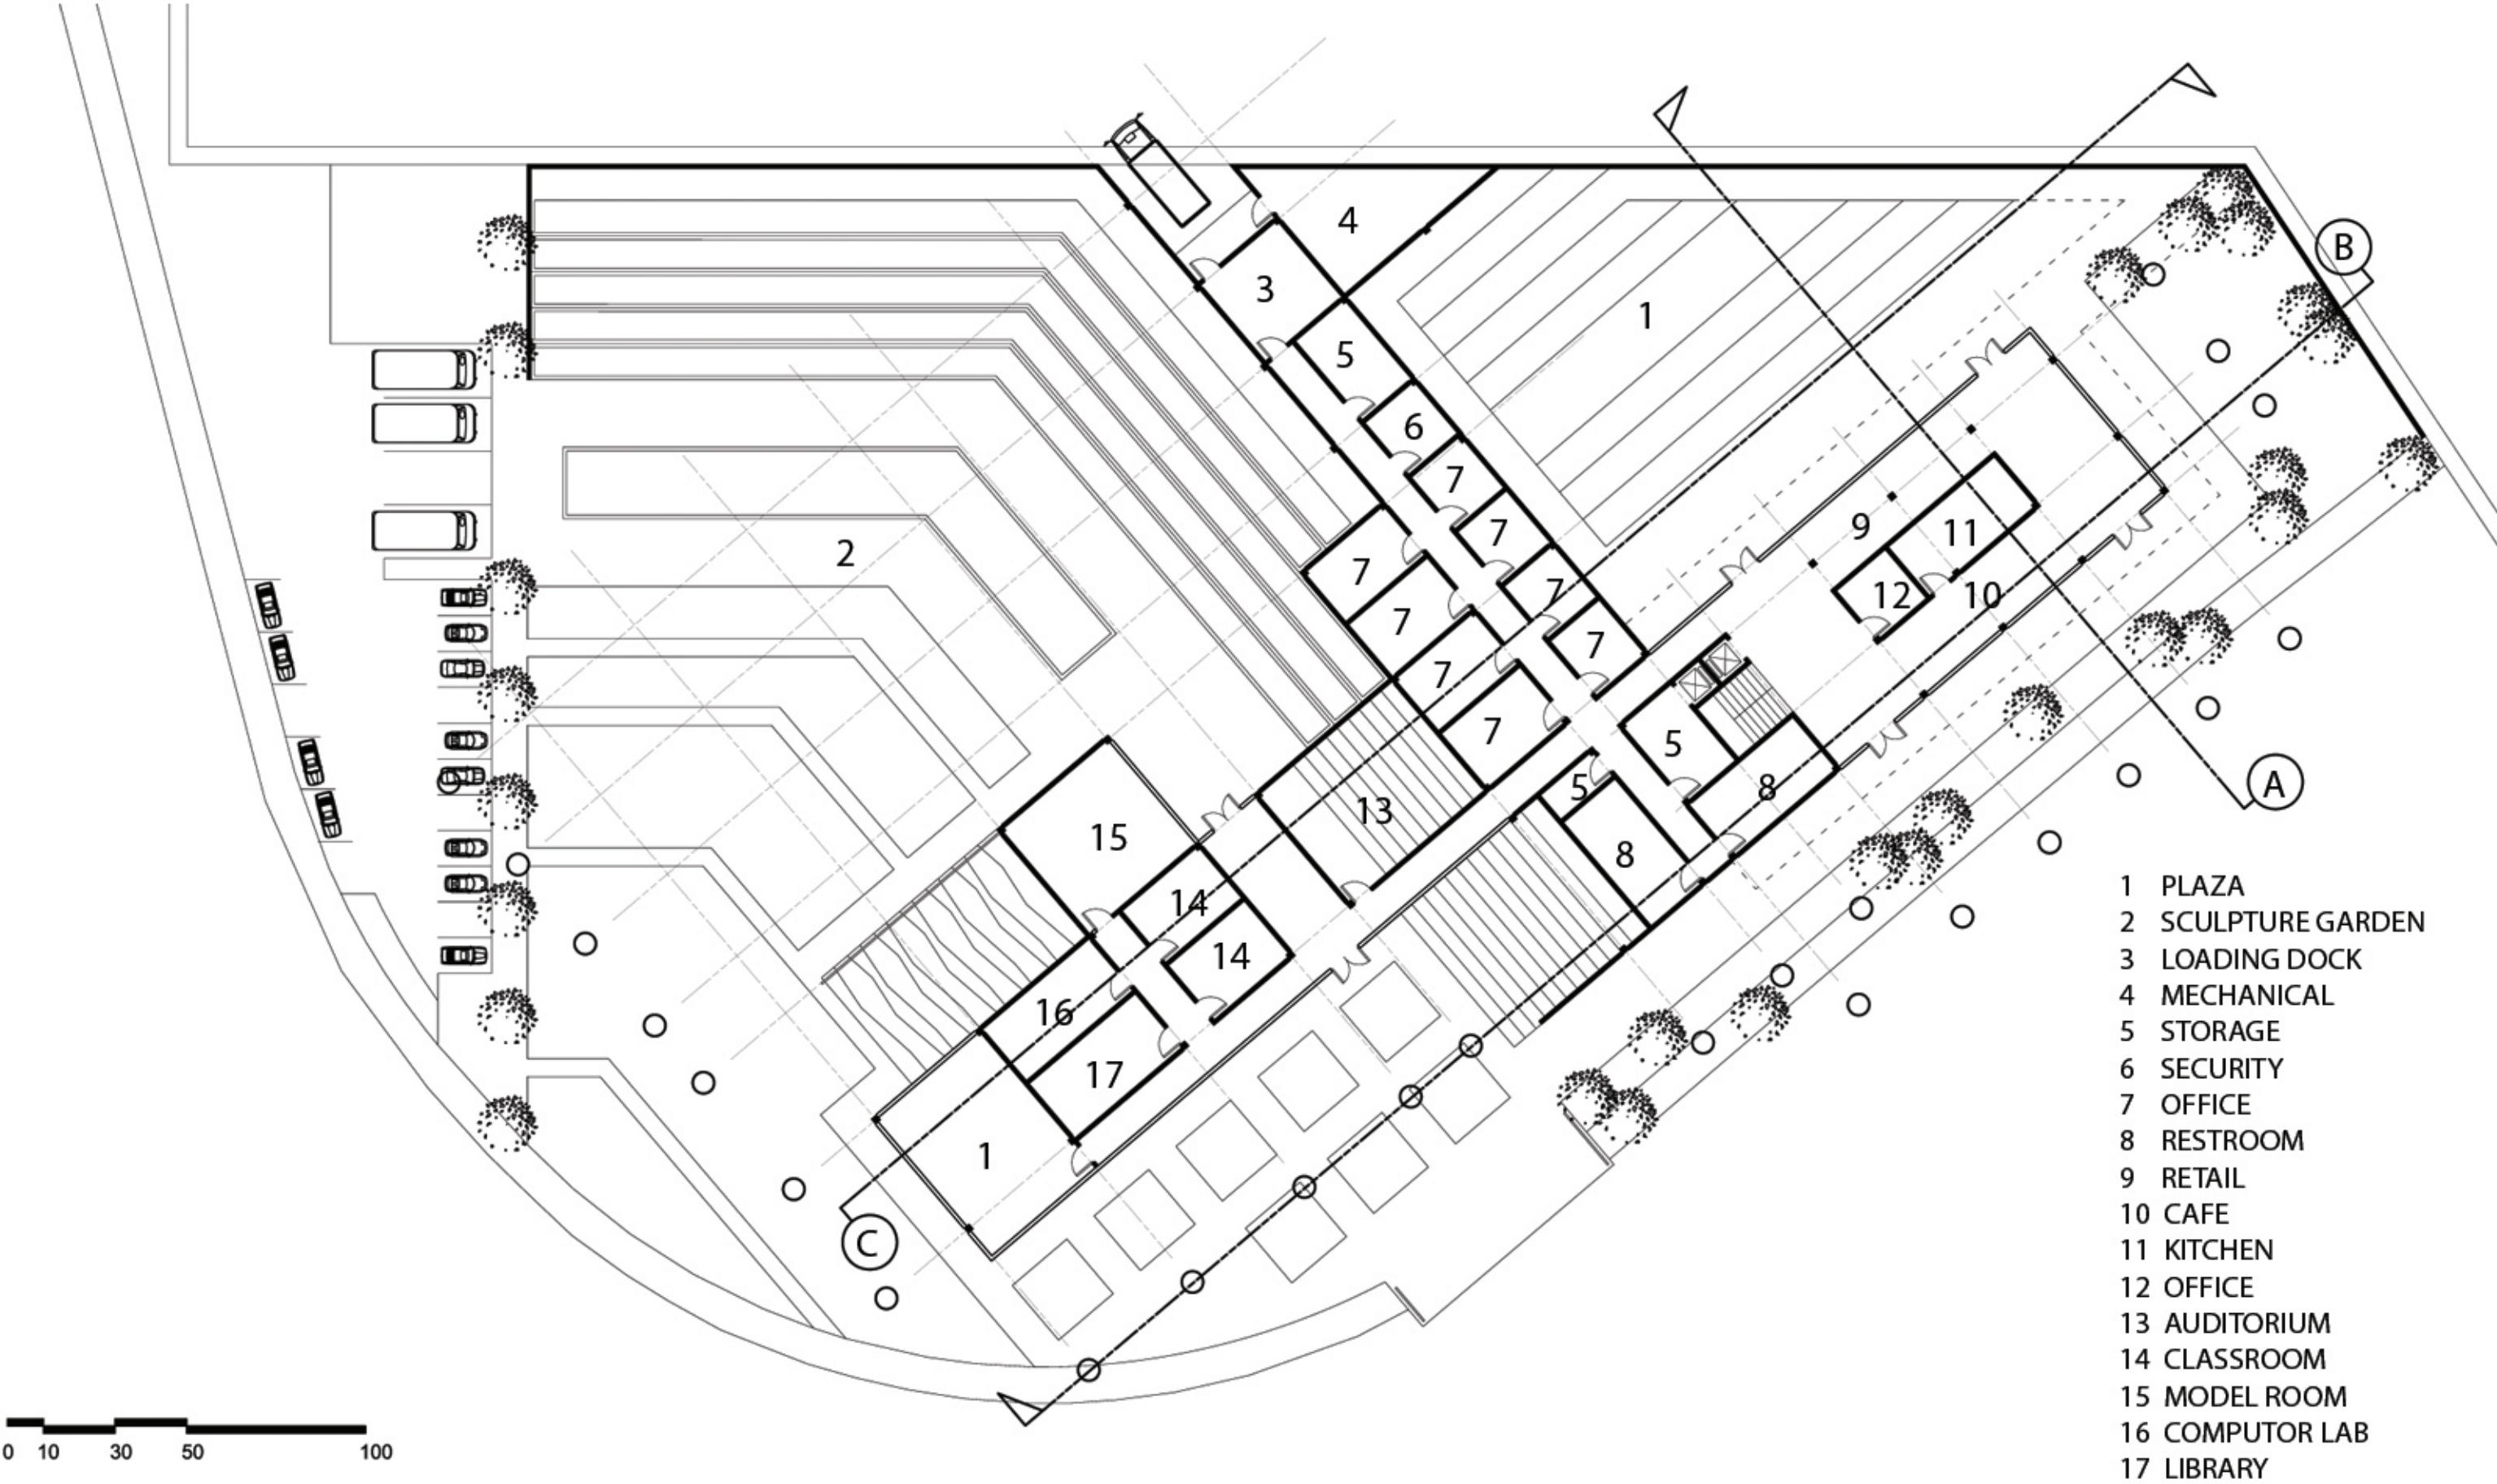 4
3
1
B
5
6
7
7
9
11
2
7
7
12
10
7
7
7
7
5
A
5
8
13
15
8
14
14
16
17
1
C
1 PLAZA
2 SCULPTURE GARDEN
3 LOADING DOCK
4 MECHANICAL
5 STORAGE
6 SECURITY
7 OFFICE
8 RESTROOM
9 RETAIL
10 CAFE
11 KITCHEN
12 OFFICE
13 AUDITORIUM
14 CLASSROOM
15 MODEL ROOM
16 COMPUTOR LAB
17 LIBRARY
0 10 30 50 100